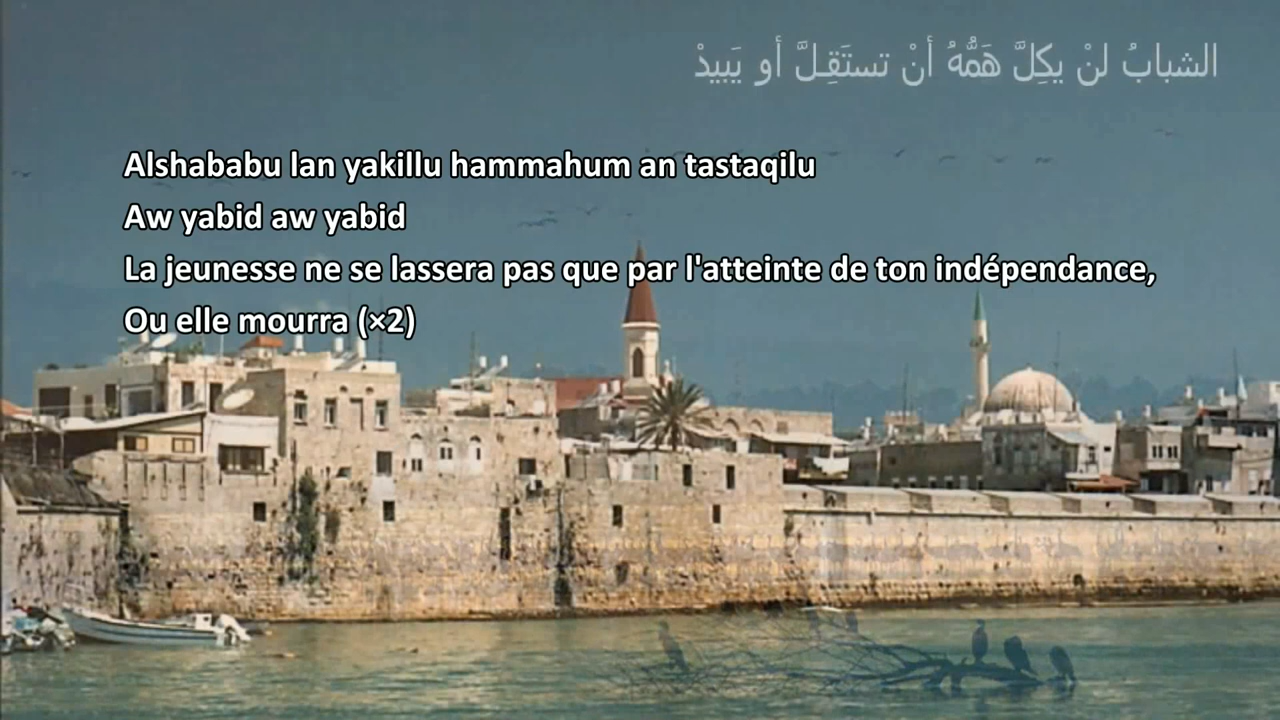 الشبابُ لنْ يكِلَّ هَمُّهُ أنْ تستَقِلَّ أو يَبيدْ
Alshababu lan yakillu hammahum an tastaqilu
Aw yabid aw yabid
La jeunesse ne se lassera pas que par l'atteinte de ton indépendance,
Ou elle mourra (×2)